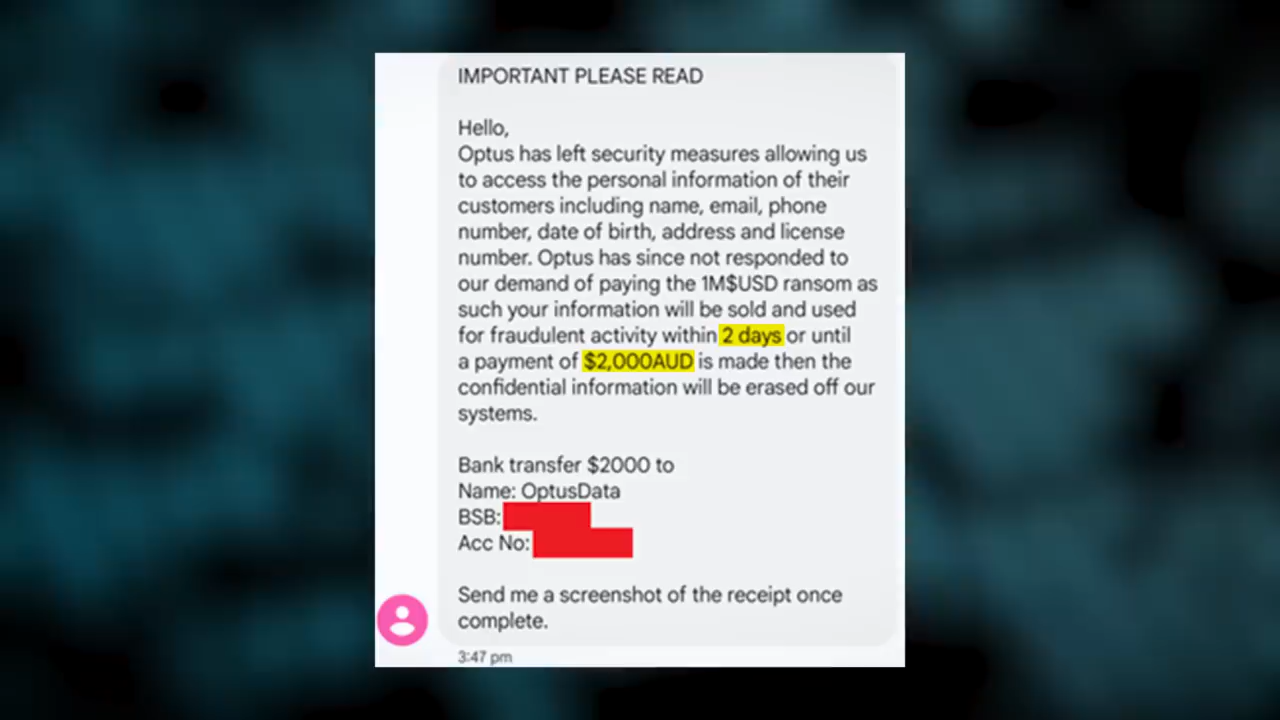 IMPORTANT PLEASE READ
Hello,
Optus has left security measures allowing us
to access the personal information of their
customers including name, email, phone
number, date of birth, address and license
number. Optus has since not responded to
our demand of paying the 1M$USD ransom as
such your information will be sold and used
for fraudulent activity within 2 days or until
a payment of $2,000AUD is made then the
confidential information will be erased off our
systems.
Bank transfer $2000 to
Name: OptusData
BSB:
Acc No:
Send me a screenshot of the receipt once
complete.
3:47 pm